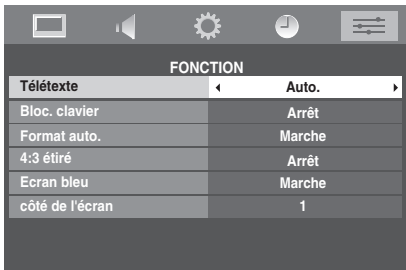 FONCTION
Télétexte Auto.
Bloc. clavier Arrêt
Format auto. Marche
4:3 étiré Arrêt
Ecran bleu Marche
côté de l'écran 1